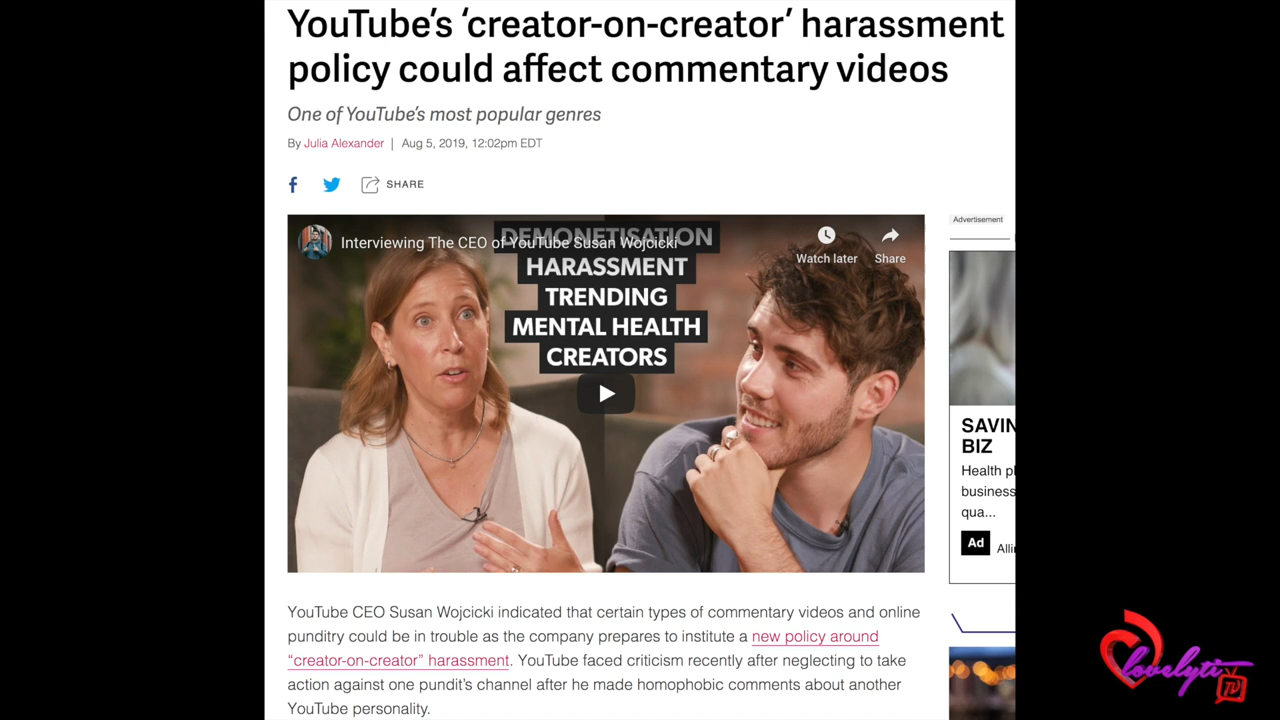 YouTube's 'creator-on-creator' harassment
policy could affect commentary videos
One of YouTube's most popular genres
By Julia Alexander | Aug 5, 2019, 12:02pm EDT
SHARE
Interviewing The CEO of YouTube Susan Wojcicki
DEMONETISATION
HARASSMENT
TRENDING
MENTAL HEALTH
CREATORS
Watch later
Share
Advertisement
SAVIN
BIZ
Health pl
business
qua...
Ad
Allin
YouTube CEO Susan Wojcicki indicated that certain types of commentary videos and online
punditry could be in trouble as the company prepares to institute a new policy around
“creator-on-creator” harassment. YouTube faced criticism recently after neglecting to take
action against one pundit's channel after he made homophobic comments about another
YouTube personality.
lovelyti
TV